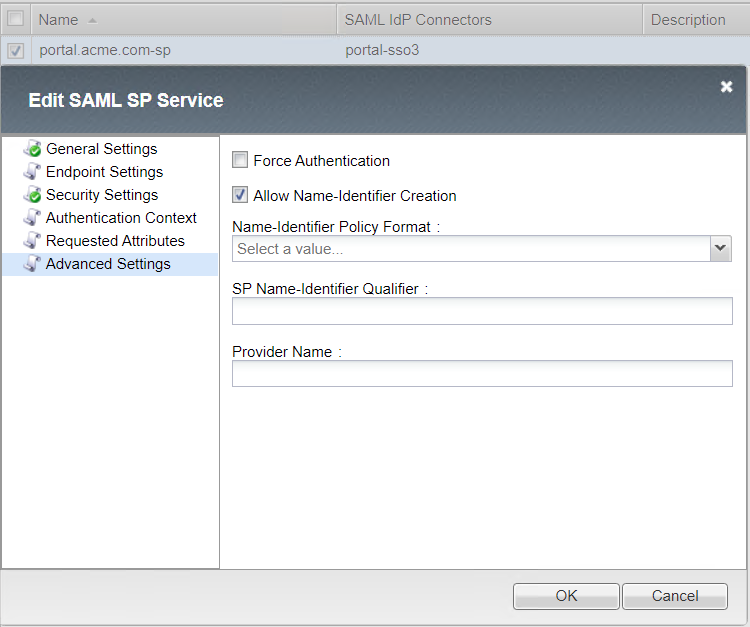 Name SAML IdP Connectors Description
portal.acme.com-sp portal-sso3
Edit SAML SP Service
General Settings
Endpoint Settings
Security Settings
Authentication Context
Requested Attributes
Advanced Settings
Force Authentication
Allow Name-Identifier Creation
Name-Identifier Policy Format :
Select a value...
SP Name-Identifier Qualifier :
Provider Name :
OK Cancel